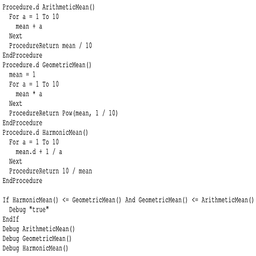 Procedure.d ArithmeticMean()
For a = 1 To 10
mean + a
Next
ProcedureReturn mean / 10
EndProcedure
Procedure.d GeometricMean()
mean = 1
For a = 1 To 10
mean * a
Next
ProcedureReturn Pow(mean, 1 / 10)
EndProcedure
Procedure.d HarmonicMean()
For a = 1 To 10
mean.d + 1 / a
Next
ProcedureReturn 10 / mean
EndProcedure
If HarmonicMean() <= GeometricMean() And GeometricMean() <= ArithmeticMean()
Debug "true"
EndIf
Debug ArithmeticMean()
Debug GeometricMean()
Debug HarmonicMean()